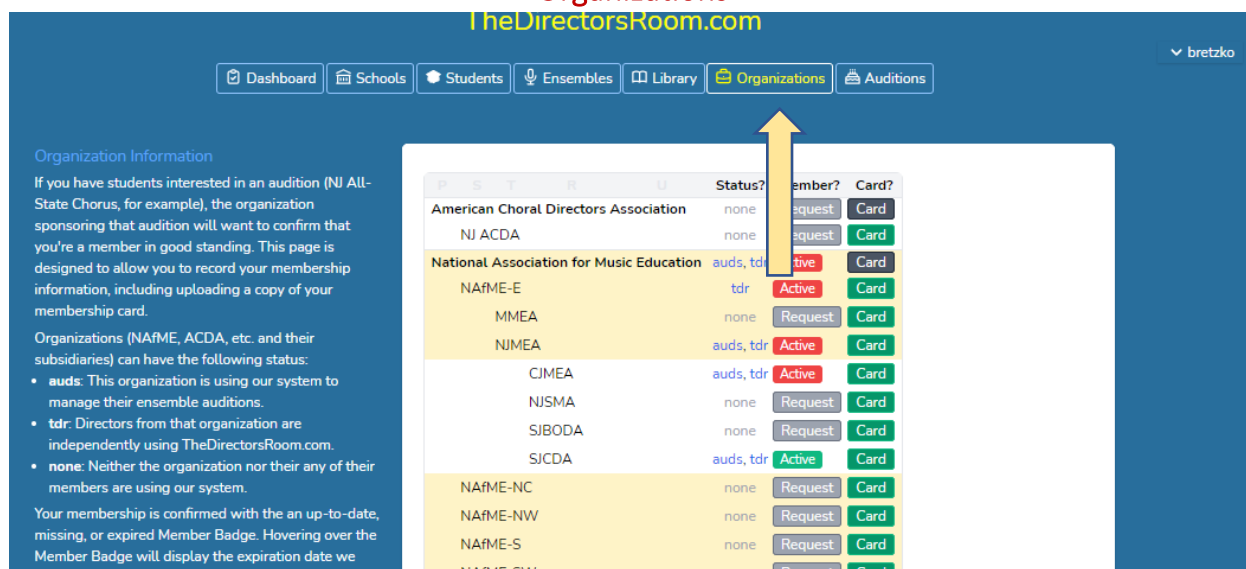 TheDirectorsRoom.com
bretzko
Dashboard Schools Students Ensembles Library Organizations Auditions
Organization Information
If you have students interested in an audition (NJ All-
State Chorus, for example), the organization
sponsoring that audition will want to confirm that
you're a member in good standing. This page is
designed to allow you to record your membership
information, including uploading a copy of your
membership card.
Organizations (NAfME, ACDA, etc. and their
subsidiaries) can have the following status:
• auds: This organization is using our system to
manage their ensemble auditions.
• tdr: Directors from that organization are
independently using TheDirectorsRoom.com.
• none: Neither the organization nor their any of their
members are using our system.
Your membership is confirmed with the an up-to-date,
missing, or expired Member Badge. Hovering over the
Member Badge will display the expiration date we
P S T R U Status? Card?
American Choral Directors Association none Card
NJ ACDA none Card
National Association for Music Education auds, tdr Card
NAfME-E tdr Active Card
MMEA none Request Card
NJMEA auds, tdr Active Card
CJMEA auds, tdr Active Card
NJSMA none Request Card
SJBODA none Request Card
SJCDA auds, tdr Active Card
NAfME-NC none Request Card
NAfME-NW none Request Card
NAfME-S none Request Card